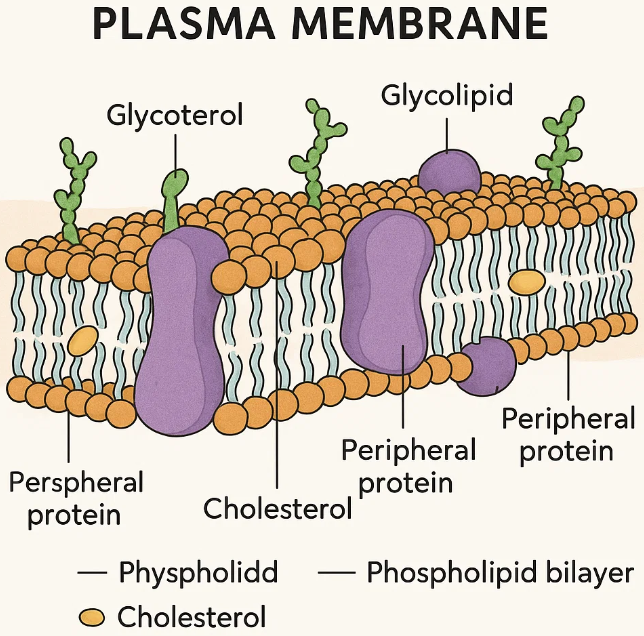 PLASMA MEMBRANE
Glycolipid
Glycoterol
Peripheral
protein
Peripheral
protein
Perspheral
protein
Cholesterol
Physpholidd
Phospholipid bilayer
Cholesterol